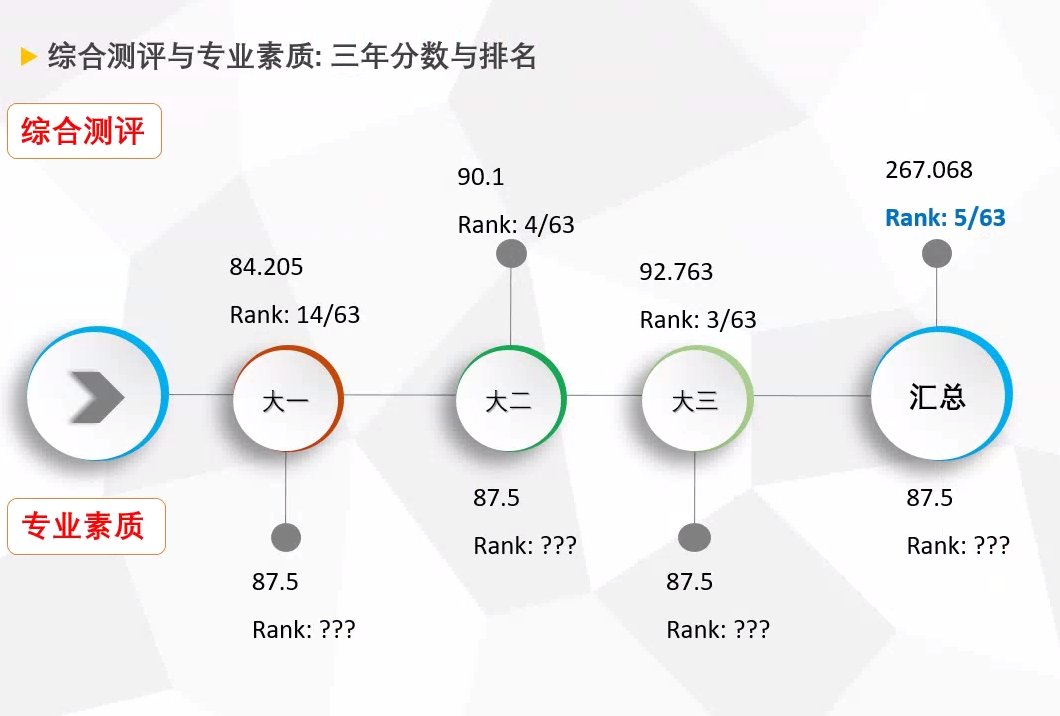 综合测评与专业素质: 三年分数与排名
综合测评
84.205
Rank: 14/63
90.1
Rank: 4/63
92.763
Rank: 3/63
267.068
Rank: 5/63
大一
大二
大三
汇总
专业素质
87.5
Rank: ???
87.5
Rank: ???
87.5
Rank: ???
87.5
Rank: ???